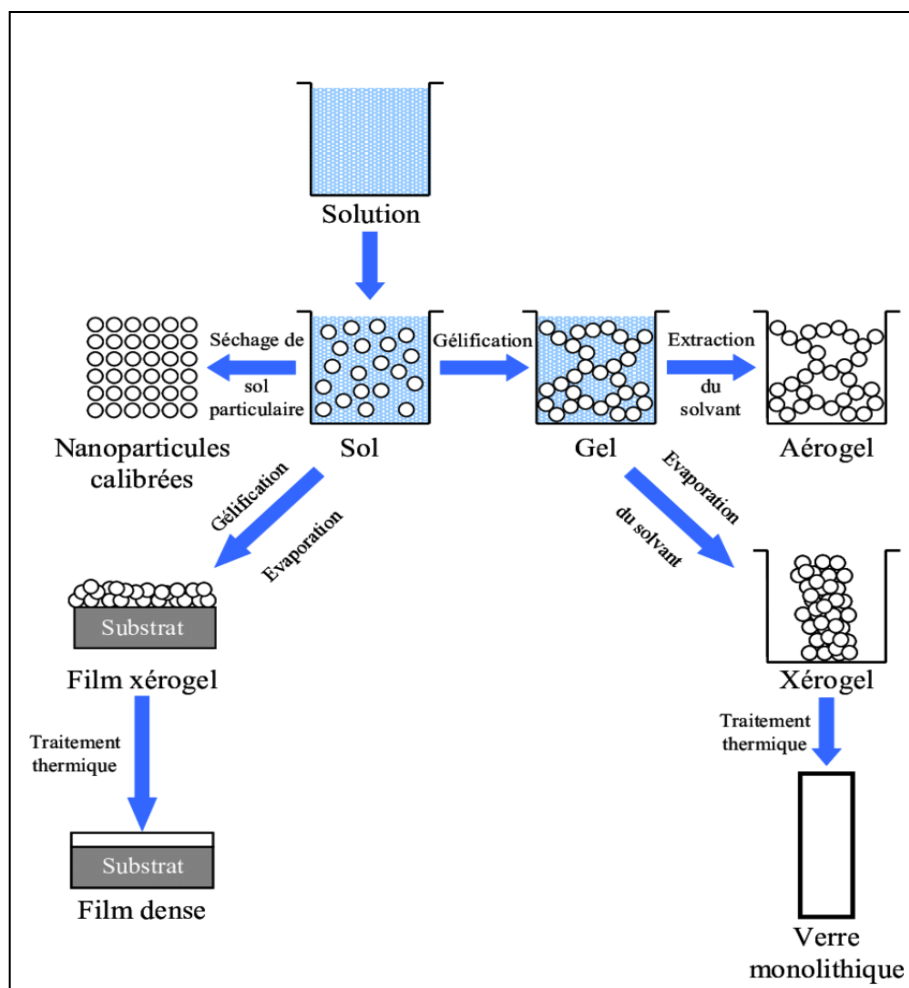 Solution
Séchage de
sol
particulaire
Gélification
Extraction
du
solvant
Nanoparticules
calibrées
Sol
Gel
Aérogel
Gélification
Evaporation
Evaporation
du solvant
Substrat
Film xérogel
Xérogel
Traitement
thermique
Traitement
thermique
Substrat
Film dense
Verre
monolithique